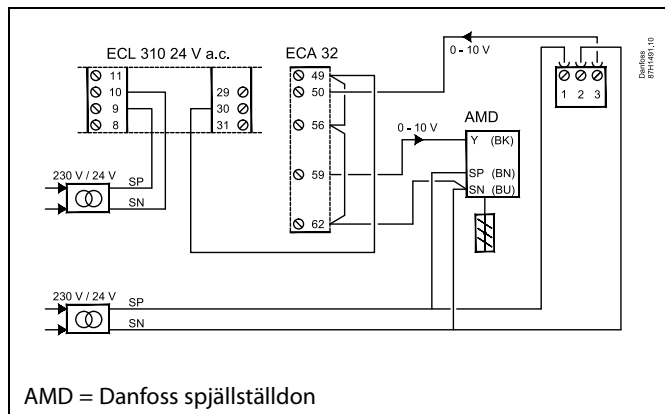 ECL 310 24 V a.c.
ECA 32
11
10
9
8
29
30
31
49
50
56
59
62
0 - 10 V
0 - 10 V
1 2 3
Danfoss
87H1491.10
AMD
Y (BK)
SP (BN)
SN (BU)
230 V / 24 V
SP
SN
230 V / 24 V
SP
SN
AMD = Danfoss spjällställdon